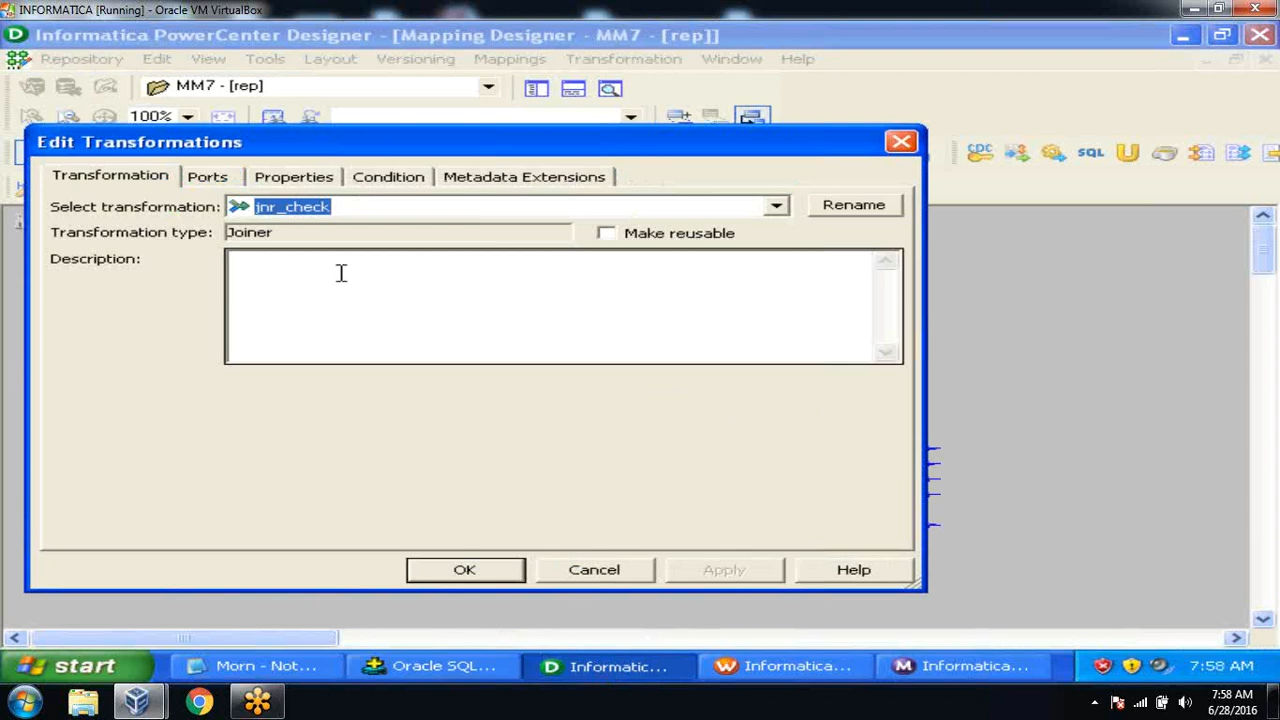 INFORMATICA [Running] - Oracle VM VirtualBox
Informatica PowerCenter Designer - [Mapping Designer - MM7 - [rep]]
Repository Edit View Tools Layout Versioning Mappings Transformation Window Help
MM7 - [rep]
100%
CDC SQL
Edit Transformations
Transformation Ports Properties Condition Metadata Extensions
Select transformation: jnr_check Rename
Transformation type: Joiner Make reusable
Description:
OK Cancel Apply Help
start Morn - Not... Oracle SQL... Informatic... Informatica... Informatica... 7:58 AM
7:58 AM
6/28/2016